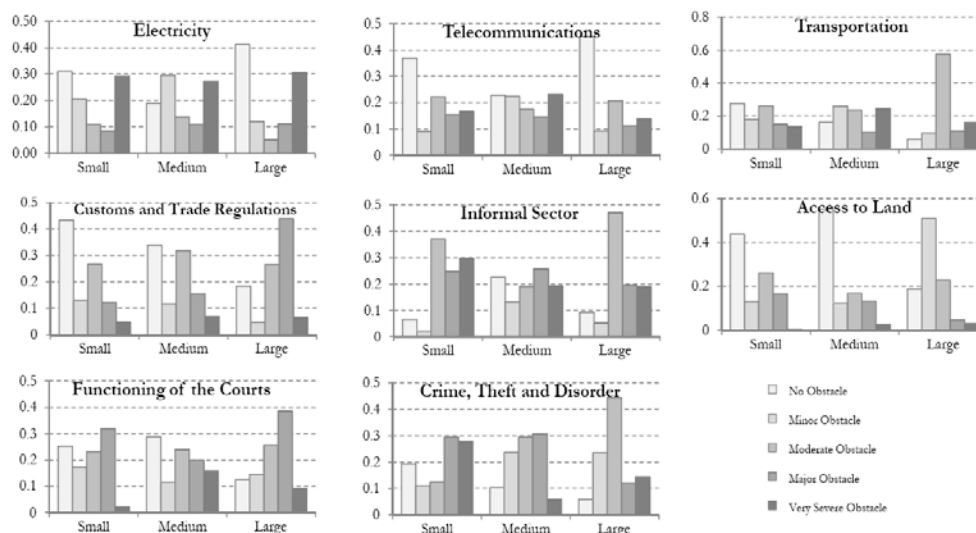 Electricity
0.50
0.40
0.30
0.20
0.10
0.00
Small Medium Large
Telecommunications
0.5
0.4
0.3
0.2
0.1
0
Small Medium Large
Transportation
0.8
0.6
0.4
0.2
0
Small Medium Large
Customs and Trade Regulations
0.5
0.4
0.3
0.2
0.1
0
Small Medium Large
Informal Sector
0.5
0.4
0.3
0.2
0.1
0
Small Medium Large
Access to Land
0.6
0.4
0.2
0
Small Medium Large
Functioning of the Courts
0.5
0.4
0.3
0.2
0.1
0
Small Medium Large
Crime, Theft and Disorder
0.5
0.4
0.3
0.2
0.1
0
Small Medium Large
No Obstacle
Minor Obstacle
Moderate Obstacle
Major Obstacle
Very Severe Obstacle